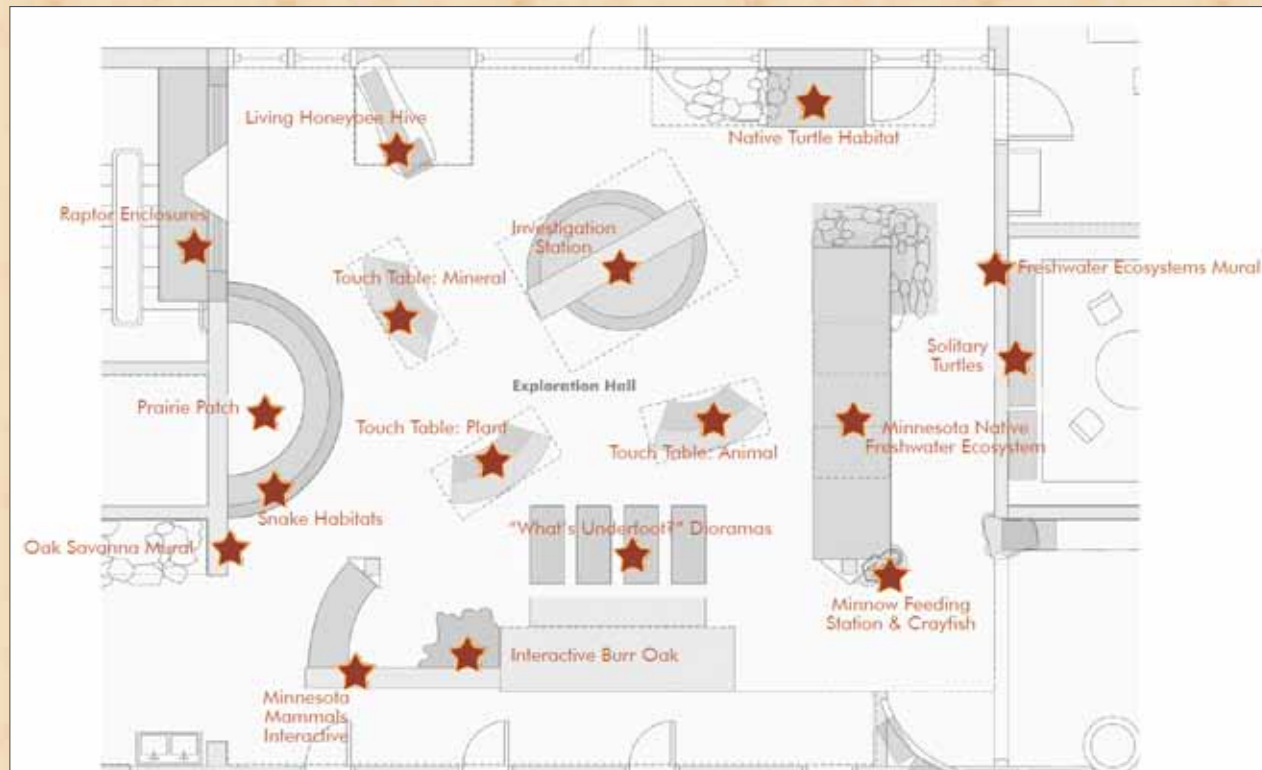 Living Honeybee Hive
Native Turtle Habitat
Raptor Enclosures
Investigation
Station
Touch Table: Mineral
Freshwater Ecosystems Mural
Solitary
Turtles
Exploration Hall
Prairie Patch
Touch Table: Plant
Touch Table: Animal
Minnesota Native
Freshwater Ecosystem
Snake Habitats
"What's Underfoot?" Dioramas
Oak Savanna Mural
Minnow Feeding
Station & Crayfish
Interactive Burr Oak
Minnesota
Mammals
Interactive